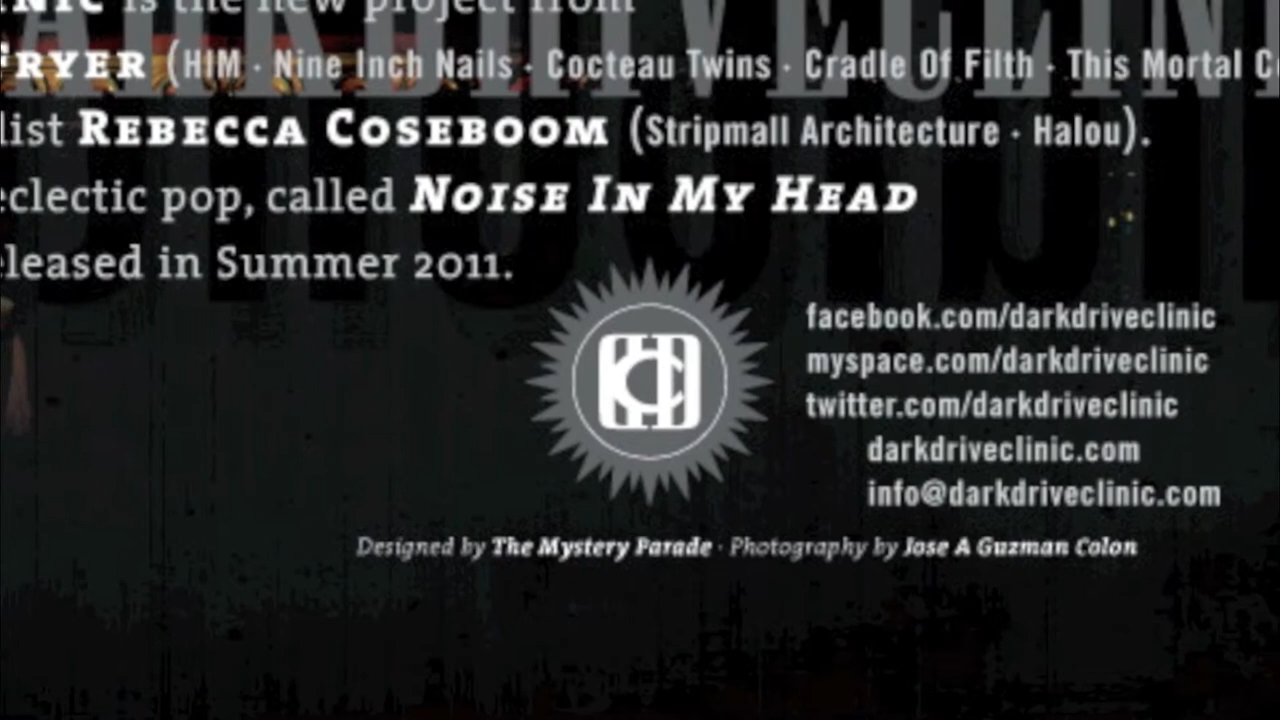 NIC is the new project from
FRYER (HIM · Nine Inch Nails · Cocteau Twins · Cradle Of Filth · This Mortal C
list REBECCA COSEBOOM (Stripmall Architecture · Halou).
eclectic pop, called NOISE IN MY HEAD
eleased in Summer 2011.
facebook.com/darkdriveclinic
myspace.com/darkdriveclinic
twitter.com/darkdriveclinic
darkdriveclinic.com
info@darkdriveclinic.com
Designed by The Mystery Parade · Photography by Jose A Guzman Colon